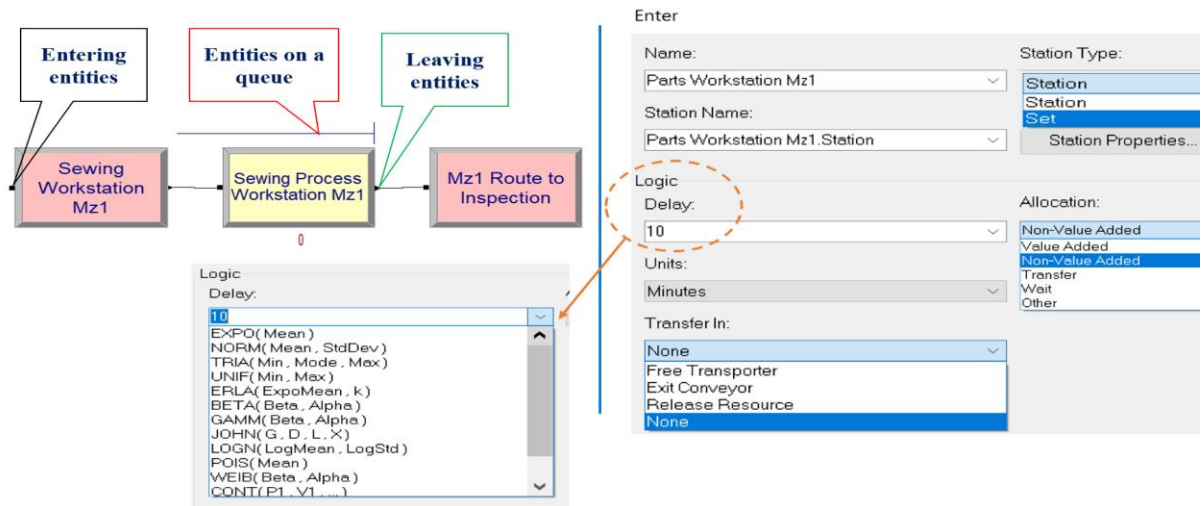 Entering
entities
Entities on a
queue
Leaving
entities
Sewing
Workstation
Mz1
Sewing Process
Workstation Mz1
Mz1 Route to
Inspection
0
Logic
Delay:
10
EXPO( Mean )
NORM( Mean , StdDev )
TRIA( Min , Mode , Max )
UNIF( Min , Max )
ERLA( ExpoMean , k )
BETA( Beta , Alpha )
GAMM( Beta , Alpha )
JOHN( G , D , L , X )
LOGN( LogMean , LogStd )
POIS( Mean )
WEIB( Beta , Alpha )
CONT( P1 , V1 , ... )
Enter
Name:
Parts Workstation Mz1
Station Type:
Station
Station
Set
Station Name:
Parts Workstation Mz1.Station
Station Properties...
Logic
Delay:
10
Allocation:
Non-Value Added
Value Added
Non-Value Added
Transfer
Wait
Other
Units:
Minutes
Transfer In:
None
Free Transporter
Exit Conveyor
Release Resource
None